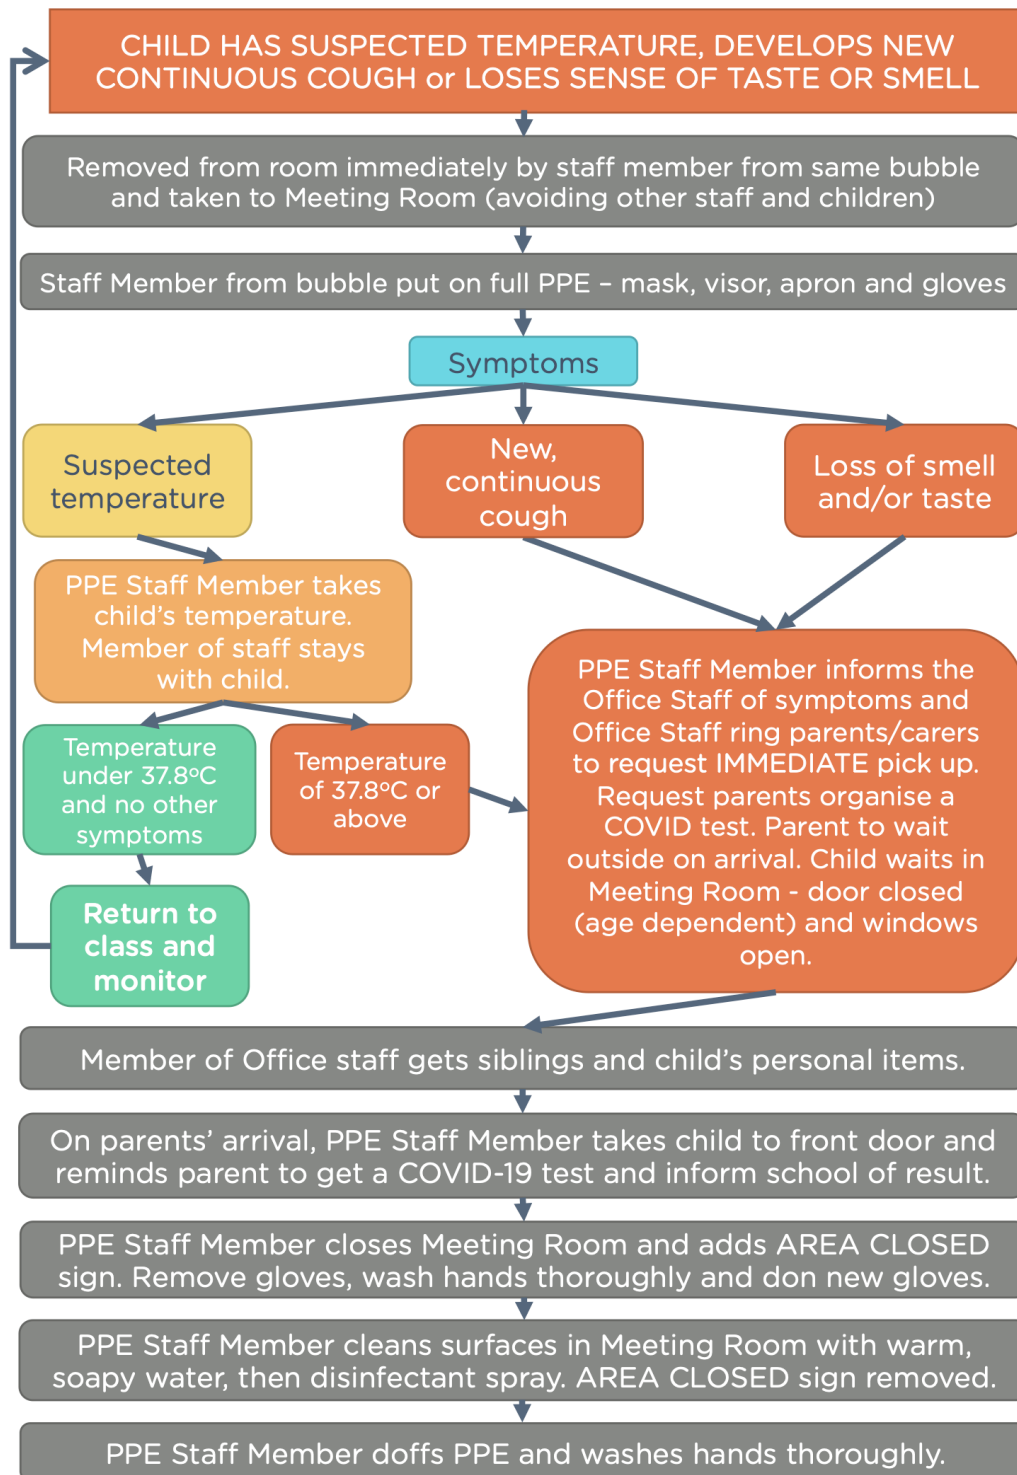 CHILD HAS SUSPECTED TEMPERATURE, DEVELOPS NEW
CONTINUOUS COUGH or LOSES SENSE OF TASTE OR SMELL
Removed from room immediately by staff member from same bubble
and taken to Meeting Room (avoiding other staff and children)
Staff Member from bubble put on full PPE – mask, visor, apron and gloves
Symptoms
Suspected
temperature
New,
continuous
cough
Loss of smell
and/or taste
PPE Staff Member takes
child’s temperature.
Member of staff stays
with child.
Temperature
under 37.8ºC
and no other
symptoms
Temperature
of 37.8ºC or
above
Return to
class and
monitor
PPE Staff Member informs the
Office Staff of symptoms and
Office Staff ring parents/carers
to request IMMEDIATE pick up.
Request parents organise a
COVID test. Parent to wait
outside on arrival. Child waits in
Meeting Room - door closed
(age dependent) and windows
open.
Member of Office staff gets siblings and child’s personal items.
On parents’ arrival, PPE Staff Member takes child to front door and
reminds parent to get a COVID-19 test and inform school of result.
PPE Staff Member closes Meeting Room and adds AREA CLOSED
sign. Remove gloves, wash hands thoroughly and don new gloves.
PPE Staff Member cleans surfaces in Meeting Room with warm,
soapy water, then disinfectant spray. AREA CLOSED sign removed.
PPE Staff Member doffs PPE and washes hands thoroughly.